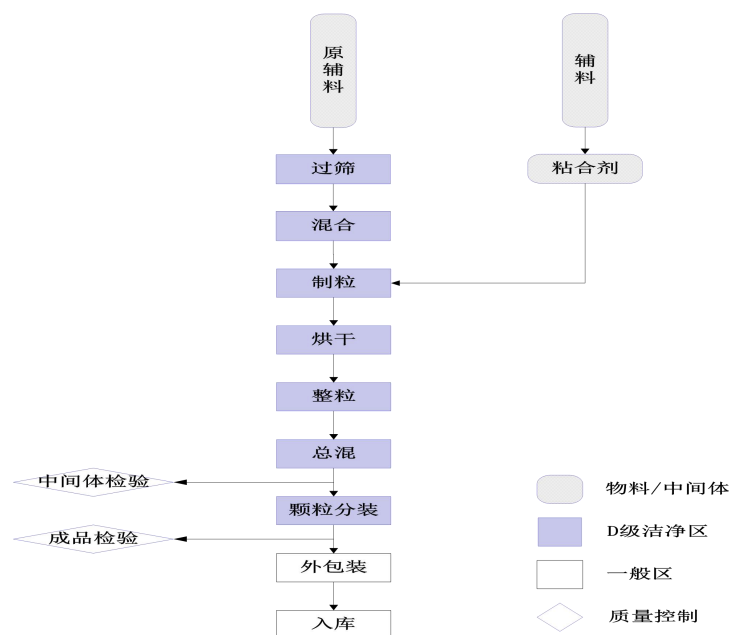 原辅料
辅料
过筛
粘合剂
混合
制粒
烘干
整粒
总混
中间体检验
颗粒分装
成品检验
外包装
入库
物料/中间体
D级洁净区
一般区
质量控制